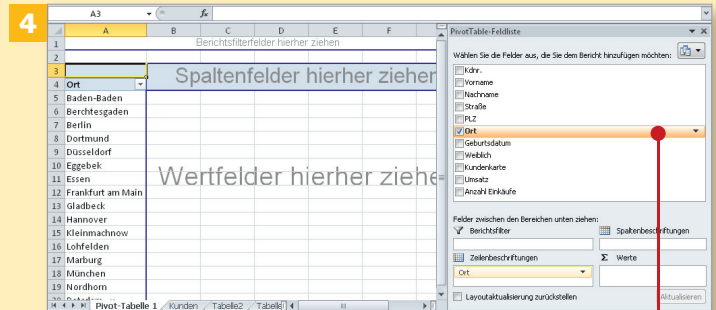 4
A3
fx
A B C D E F
1 Berichtsfilterfelder hierher ziehen
2
3 Spaltenfelder hierher ziehen
4 Ort
5 Baden-Baden
6 Berchtesgaden
7 Berlin
8 Dortmund
9 Düsseldorf
10 Eggebek
11 Essen
Wertfelder hierher ziehe
12 Frankfurt am Main
13 Gladbeck
14 Hannover
15 Kleinmachnow
16 Lohfelden
17 Marburg
18 München
19 Nordhorn
Pivot-Tabelle 1 Kunden Tabelle2 Tabelle
PivotTable-Feldliste
Wählen Sie die Felder aus, die Sie dem Bericht hinzufügen möchten:
Kdnr.
Vorname
Nachname
Straße
PLZ
Ort
Geburtsdatum
Weiblich
Kundenkarte
Umsatz
Anzahl Einkäufe
Felder zwischen den Bereichen unten ziehen:
Berichtsfilter Spaltenbeschriftungen
Zeilenbeschriftungen Σ Werte
Ort
Layoutaktualisierung zurückstellen Aktualisieren